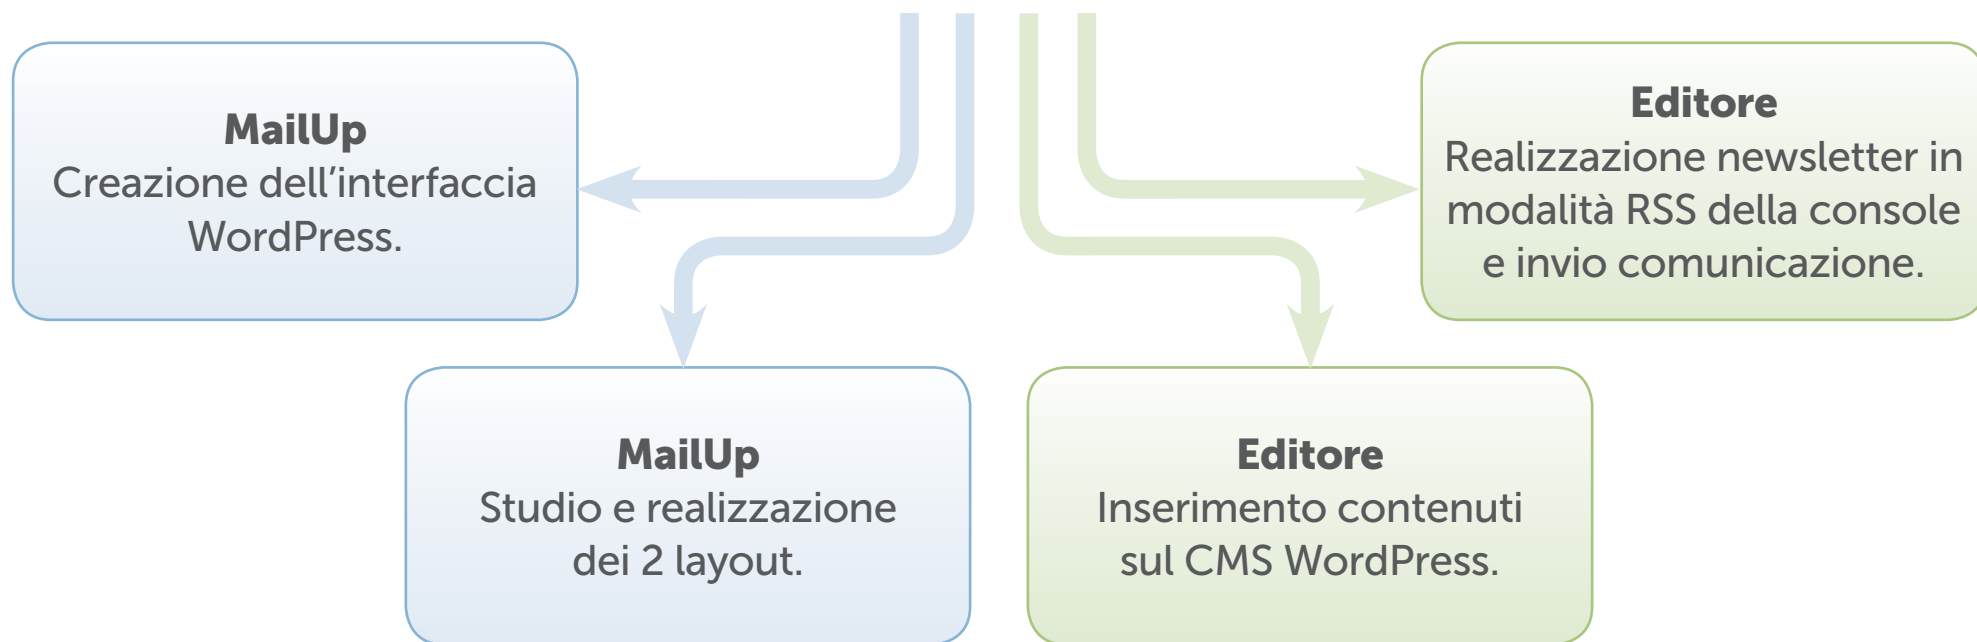 MailUp
Creazione dell’interfaccia
WordPress.
Editore
Realizzazione newsletter in
modalità RSS della console
e invio comunicazione.
MailUp
Studio e realizzazione
dei 2 layout.
Editore
Inserimento contenuti
sul CMS WordPress.